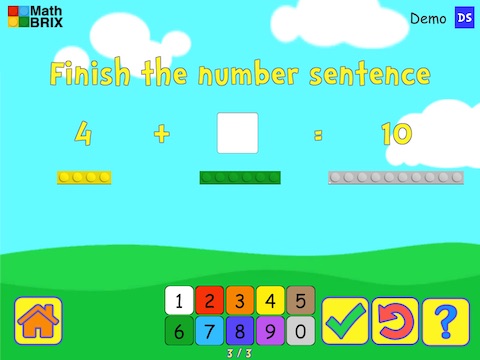 Math
BRIX
Demo DS
Finish the number sentence
4 + = 10
1 2 3 4 5
6 7 8 9 0
?
3 / 3